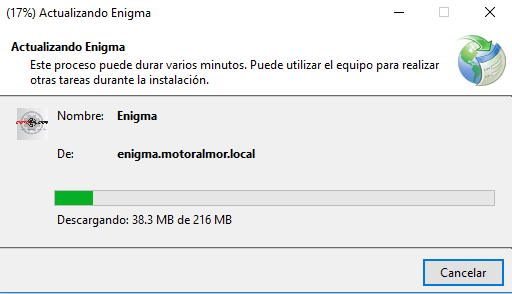 (17%) Actualizando Enigma
Actualizando Enigma
Este proceso puede durar varios minutos. Puede utilizar el equipo para realizar
otras tareas durante la instalación.
Nombre: Enigma
De: enigma.motoralmor.local
Descargando: 38.3 MB de 216 MB
Cancelar